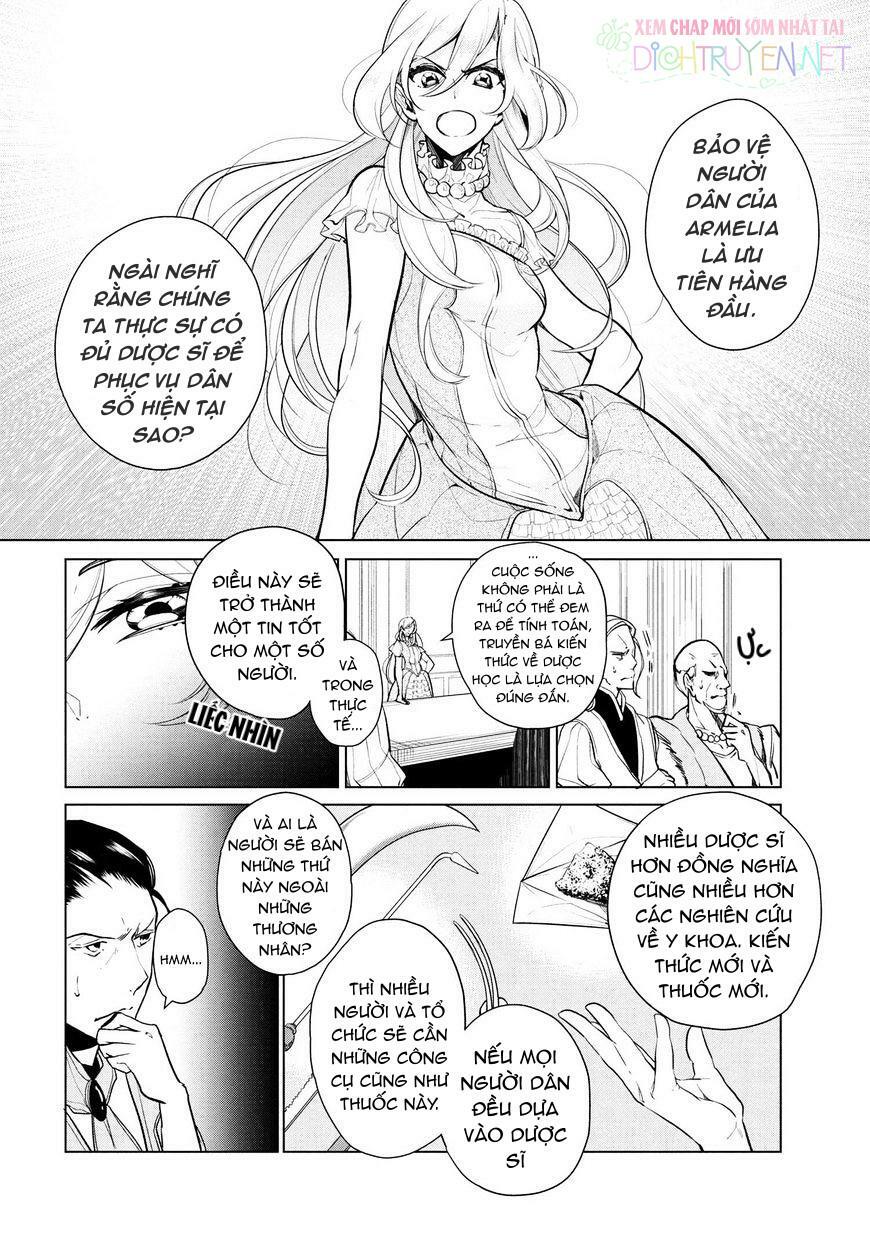 XEM CHAP MỚI SỚM NHẤT TẠI
DICHTRUYEN.NET
BẢO VỆ
NGƯỜI
DÂN CỦA
ARMELIA
LÀ ƯU
TIÊN HÀNG
ĐẦU.
NGÀI NGHĨ
RẰNG CHÚNG
TA THỰC SỰ CÓ
ĐỦ DƯỢC SĨ ĐỂ
PHỤC VỤ DÂN
SỐ HIỆN TẠI
SAO?
ỰC
...
CUỘC SỐNG
KHÔNG PHẢI LÀ
THỨ CÓ THỂ ĐEM
RA ĐỂ TÍNH TOÁN,
TRUYỀN BÁ KIẾN
THỨC VỀ DƯỢC
HỌC LÀ LỰA CHỌN
ĐÚNG ĐẮN.
VÀ
TRONG
THỰC
TẾ...
ĐIỀU NÀY SẼ
TRỞ THÀNH
MỘT TIN TỐT
CHO MỘT SỐ
NGƯỜI.
LIẾC NHÌN
NHIỀU DƯỢC SĨ
HƠN ĐỒNG NGHĨA
CŨNG NHIỀU HƠN
CÁC NGHIÊN CỨU
VỀ Y KHOA. KIẾN
THỨC MỚI VÀ
THUỐC MỚI.
NẾU MỌI
NGƯỜI DÂN
ĐỀU DỰA
VÀO DƯỢC
SĨ
THÌ NHIỀU
NGƯỜI VÀ TỔ
CHỨC SẼ CẦN
NHỮNG CÔNG
CỤ CŨNG NHƯ
THUỐC NÀY.
VÀ AI LÀ
NGƯỜI SẼ BÁN
NHỮNG THỨ
NÀY NGOÀI
NHỮNG
THƯƠNG
NHÂN?
HMM...